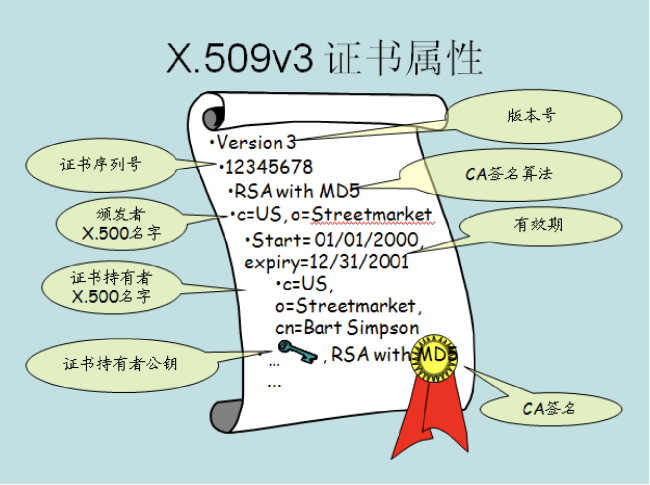 X.509v3 证书属性
•Version 3
版本号
证书序列号
•12345678
•RSA with MD5
CA签名算法
颁发者
X.500名字
•c=US, o=Streetmarket
•Start= 01/01/2000,
expiry=12/31/2001
有效期
证书持有者
X.500名字
•c=US,
o=Streetmarket,
cn=Bart Simpson
证书持有者公钥
• ... , RSA with MD5
...
CA签名